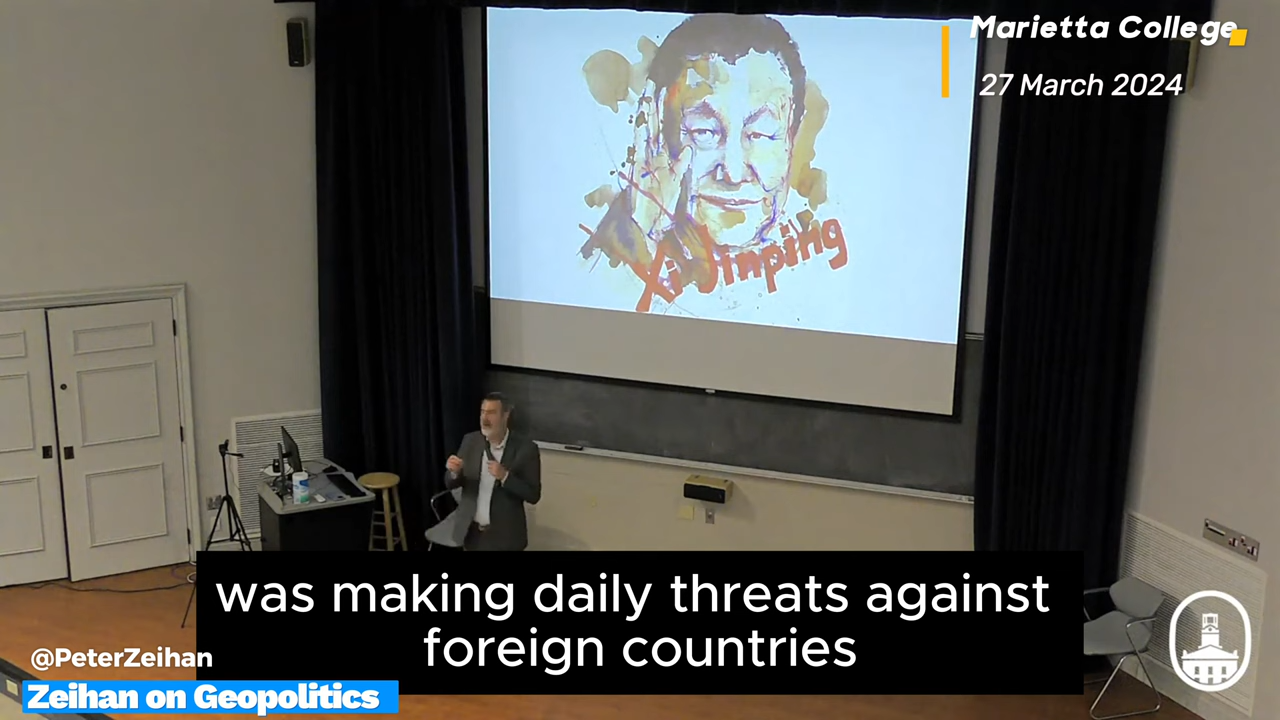 Marietta College
27 March 2024
Xi Jinping
was making daily threats against
foreign countries
@PeterZeihan
Zeihan on Geopolitics